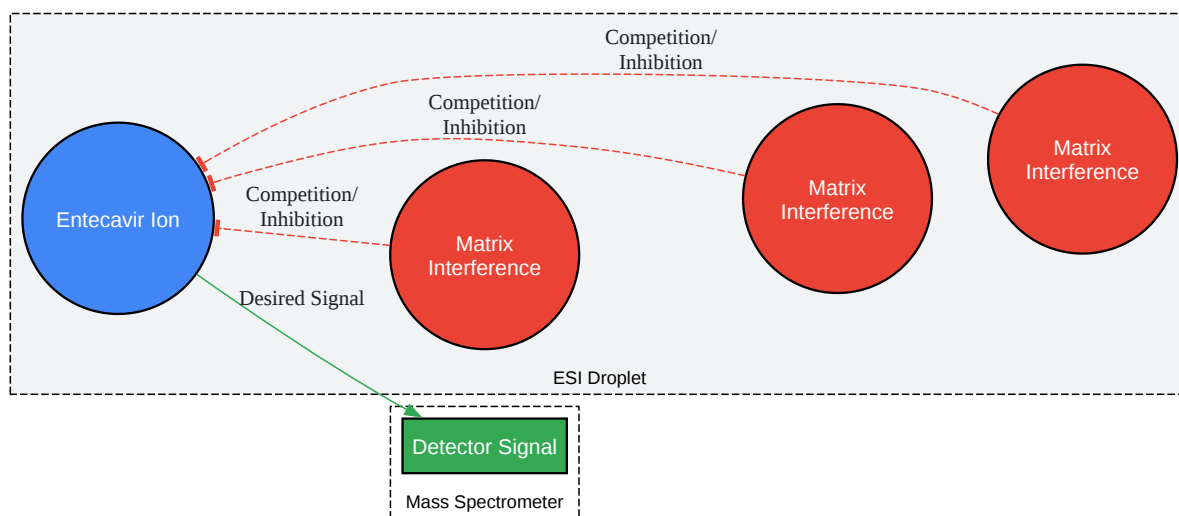 Competition/
Inhibition
Competition/
Inhibition
Matrix
Interference
Matrix
Interference
Competition/
Inhibition
Entecavir Ion
Matrix
Interference
Desired Signal
ESI Droplet
Detector Signal
Mass Spectrometer